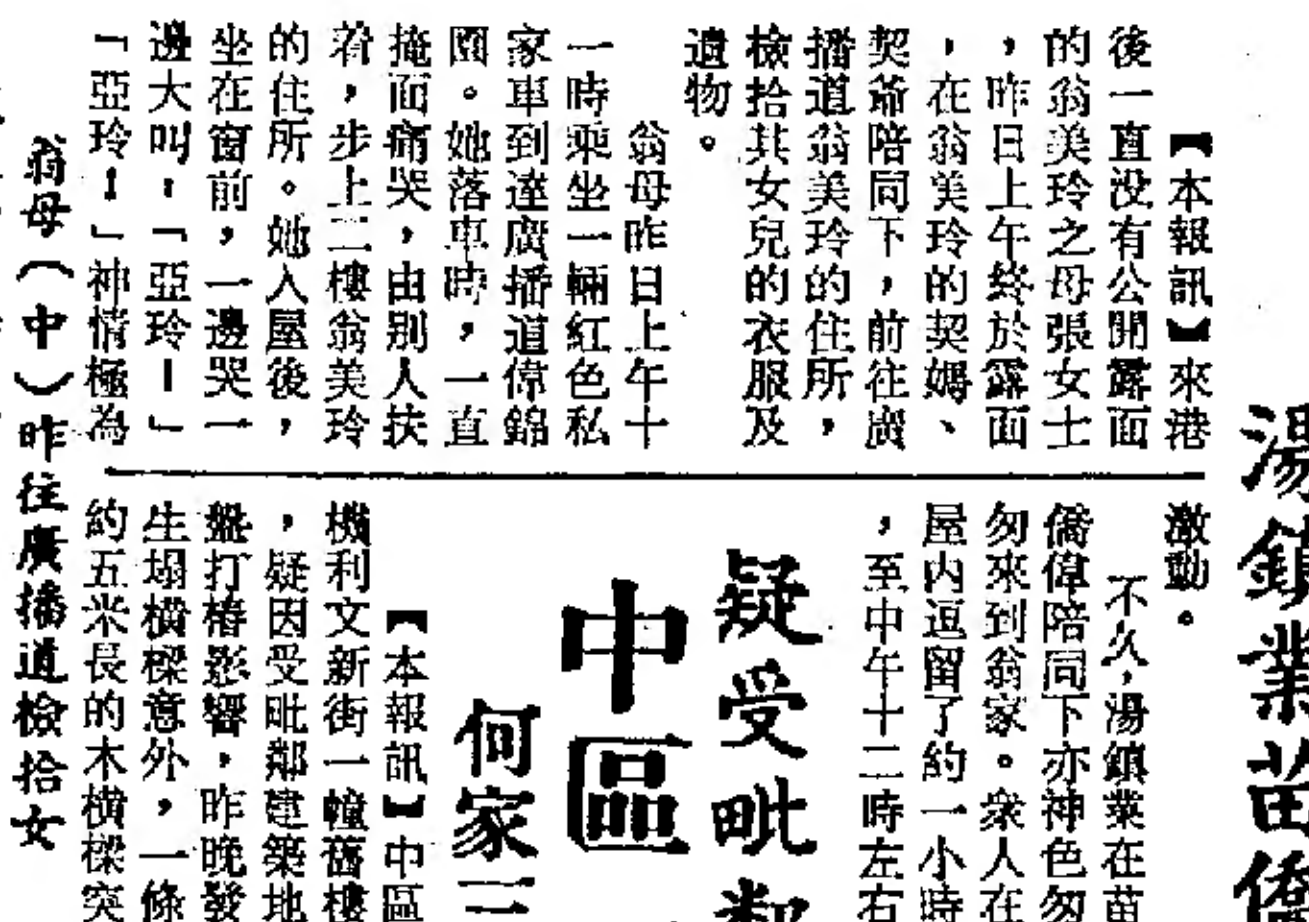 湯鎮業苗僑
【本報訊】來港
後一直没有公開露面
的翁美玲之母張女士
，昨日上午終於露面
，在翁美玲的契媽、
契爺陪同下，前往廣
播道翁美玲的住所，
檢拾其女兒的衣服及
遺物。
翁母昨日上午十
一時乘坐一輛紅色私
家車到達廣播道偉錦
園。她落車時，一直
掩面痛哭，由别人扶
着，步上二樓翁美玲
的住所。她入屋後，
坐在窗前，一邊哭一
邊大叫：「亞玲！」
「亞玲！」神情極為
激動。
不久，湯鎮業在苗
僑偉陪同下亦神色匆
匆來到翁家。衆人在
屋内逗留了約一小時
，至中午十二時左右
疑受毗鄰
中區
何家三
【本報訊】中區
機利文新街一幢舊樓
，疑因受毗鄰建築地
盤打樁影響，昨晚發
生塌橫樑意外，一條
約五米長的木橫樑突
翁母（中）昨往廣播道檢拾女